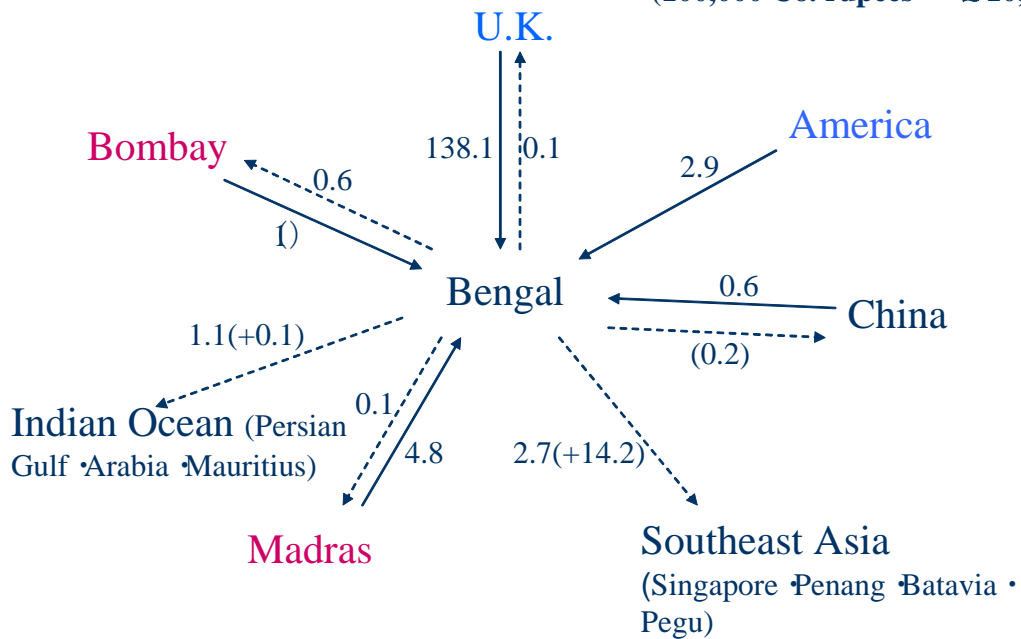 U.K.
America
Bombay
138.1
0.1
2.9
0.6
Bengal
0.6
China
1.1(+0.1)
(0.2)
Indian Ocean (Persian
Gulf •Arabia •Mauritius)
0.1
4.8
2.7(+14.2)
Madras
Southeast Asia
(Singapore •Penang •Batavia •
Pegu)